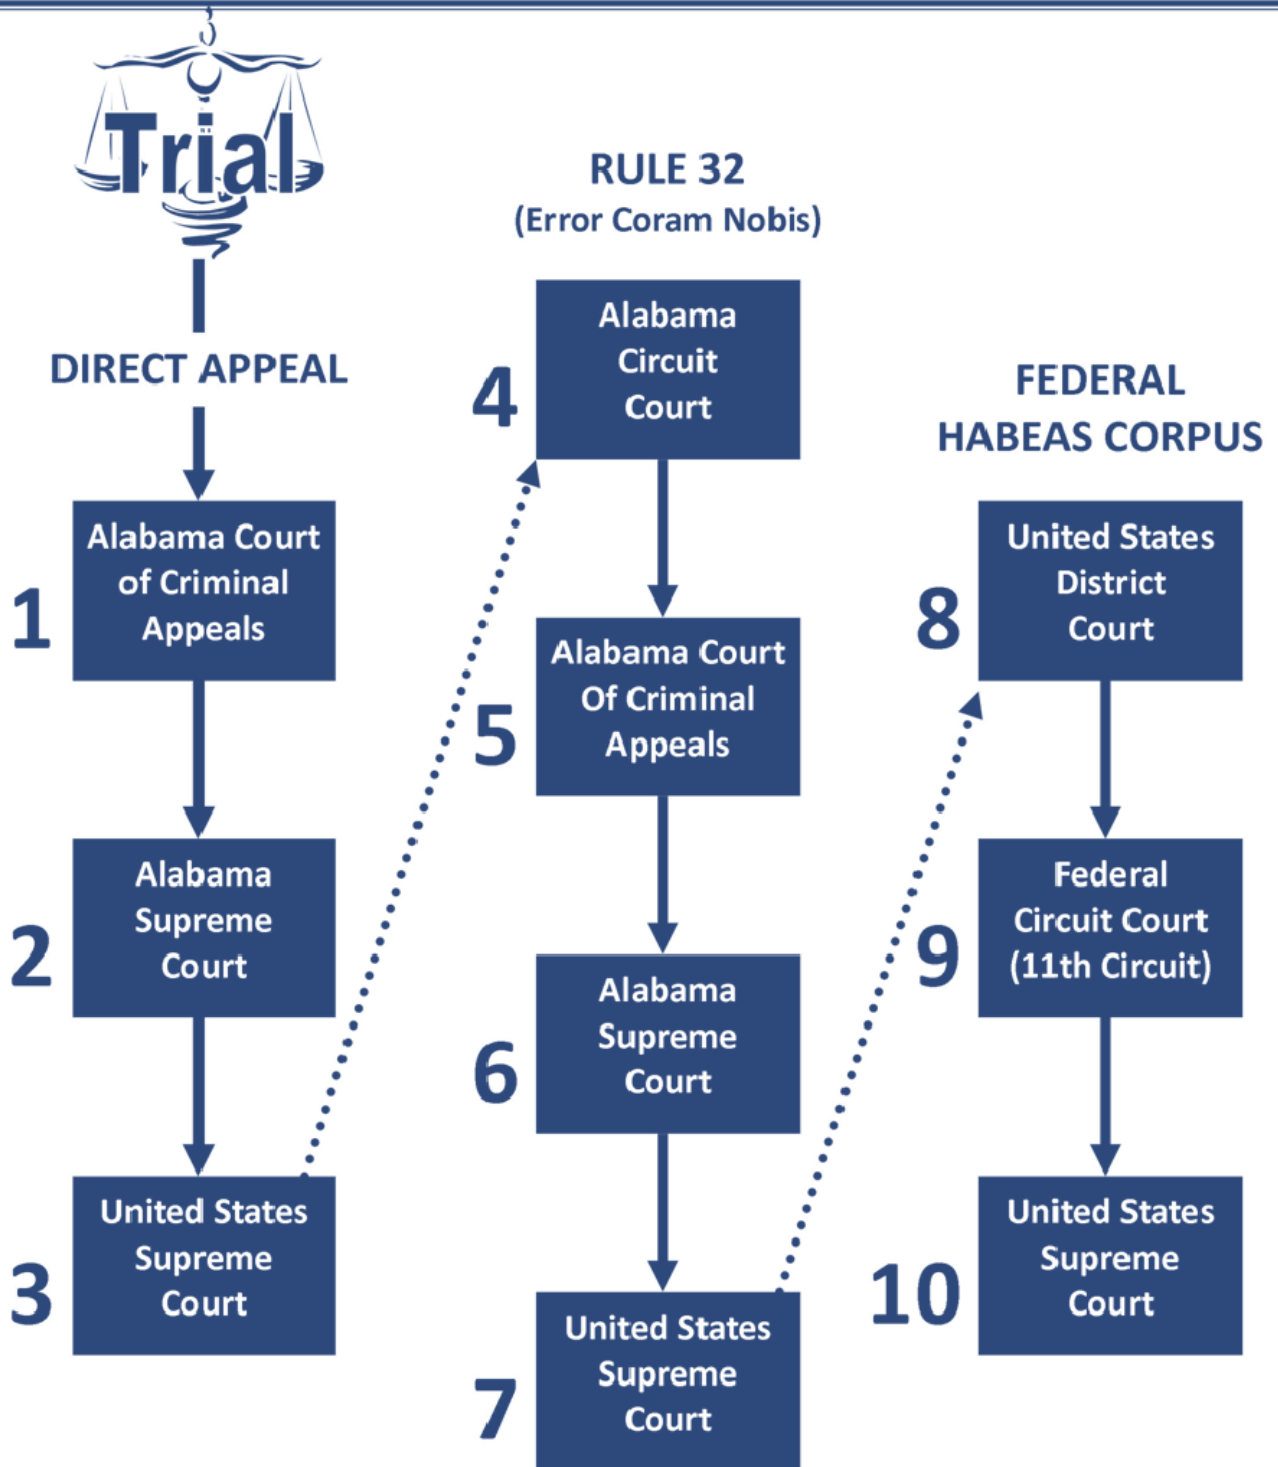 Trial
DIRECT APPEAL
1
Alabama Court
of Criminal
Appeals
2
Alabama
Supreme
Court
3
United States
Supreme
Court
RULE 32
(Error Coram Nobis)
4
Alabama
Circuit
Court
5
Alabama Court
Of Criminal
Appeals
6
Alabama
Supreme
Court
7
United States
Supreme
Court
FEDERAL
HABEAS CORPUS
8
United States
District
Court
9
Federal
Circuit Court
(11th Circuit)
10
United States
Supreme
Court